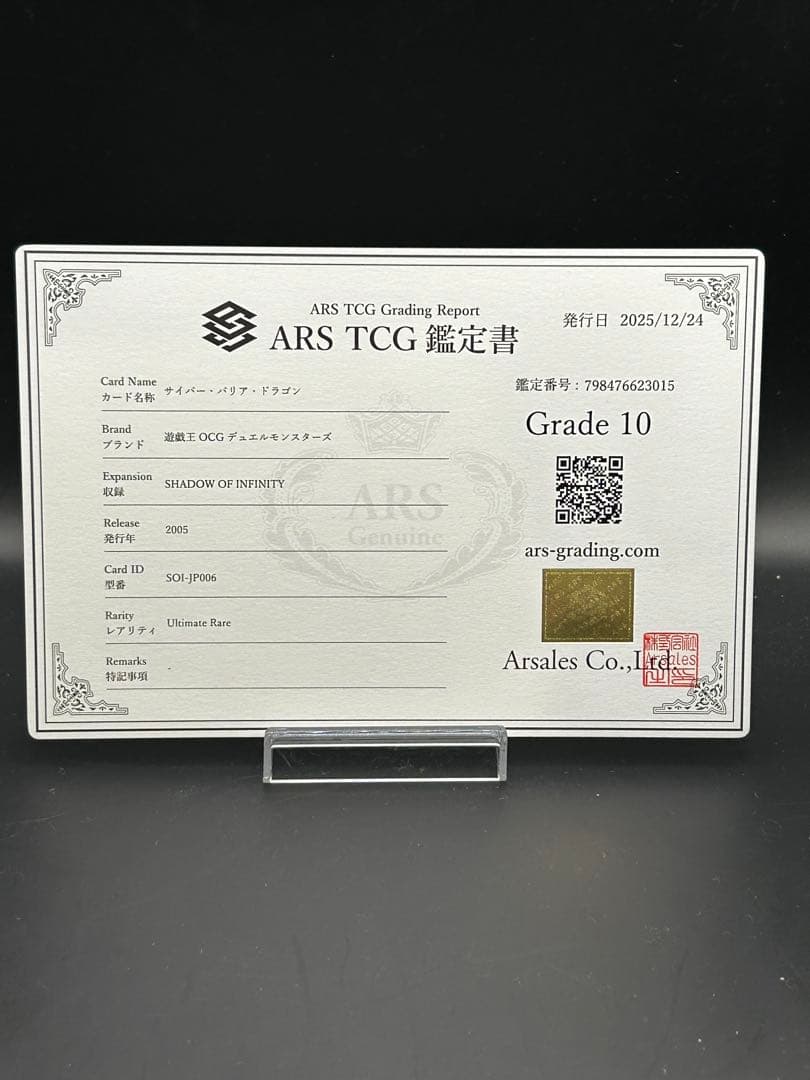 ARS TCG Grading Report
ARS TCG 鑑定書
発行日 2025/12/24
Card Name
カード名称
サイバー・バリア・ドラゴン
Brand
ブランド
遊戯王 OCG デュエルモンスターズ
Expansion
収録
SHADOW OF INFINITY
Release
発行年
2005
Card ID
型番
SOI-JP006
Rarity
レアリティ
Ultimate Rare
Remarks
特記事項
-
ARS
Genuine
鑑定番号：798476623015
Grade 10
ars-grading.com
Arsales Co.,Ltd.
株式会社
Arsales